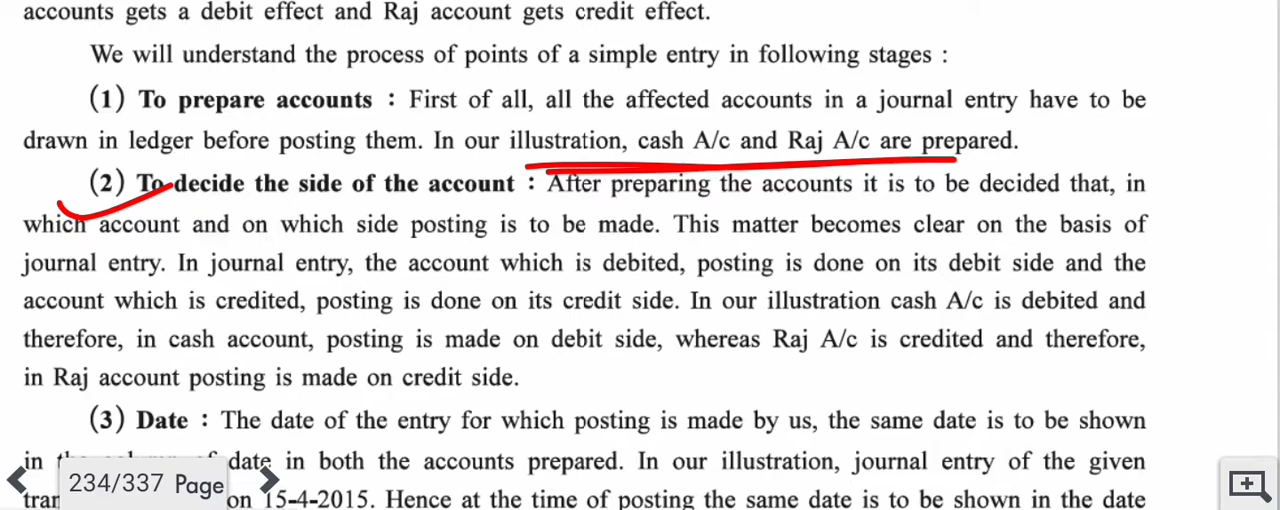 accounts gets a debit effect and Raj account gets credit effect.
We will understand the process of points of a simple entry in following stages :
(1) To prepare accounts : First of all, all the affected accounts in a journal entry have to be
drawn in ledger before posting them. In our illustration, cash A/c and Raj A/c are prepared.
(2) To decide the side of the account : After preparing the accounts it is to be decided that, in
which account and on which side posting is to be made. This matter becomes clear on the basis of
journal entry. In journal entry, the account which is debited, posting is done on its debit side and the
account which is credited, posting is done on its credit side. In our illustration cash A/c is debited and
therefore, in cash account, posting is made on debit side, whereas Raj A/c is credited and therefore,
in Raj account posting is made on credit side.
(3) Date : The date of the entry for which posting is made by us, the same date is to be shown
in date in both the accounts prepared. In our illustration, journal entry of the given
234/337 Page
on 15-4-2015. Hence at the time of posting the same date is to be shown in the date